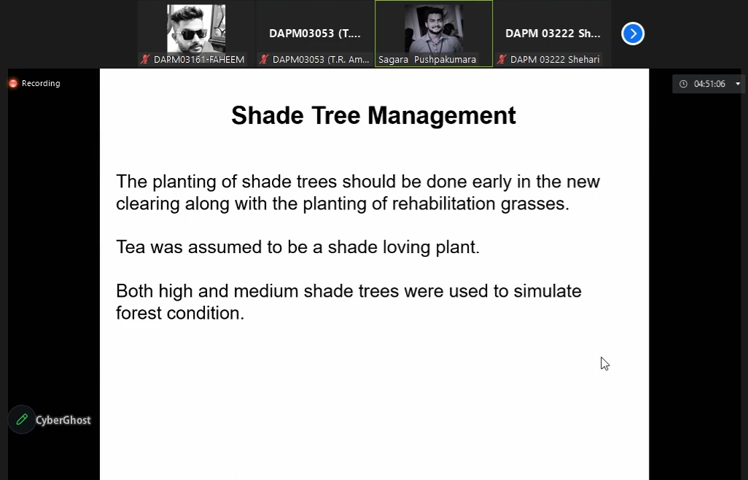 DAPM03053 (T....
DAPM 03222 Sh...
DAPM03161-FAHEEM
DAPM03053 (T.R. Am...
Sagara Pushpakumara
DAPM 03222 Shehari
Recording
04:51:06
Shade Tree Management
The planting of shade trees should be done early in the new
clearing along with the planting of rehabilitation grasses.
Tea was assumed to be a shade loving plant.
Both high and medium shade trees were used to simulate
forest condition.
CyberGhost